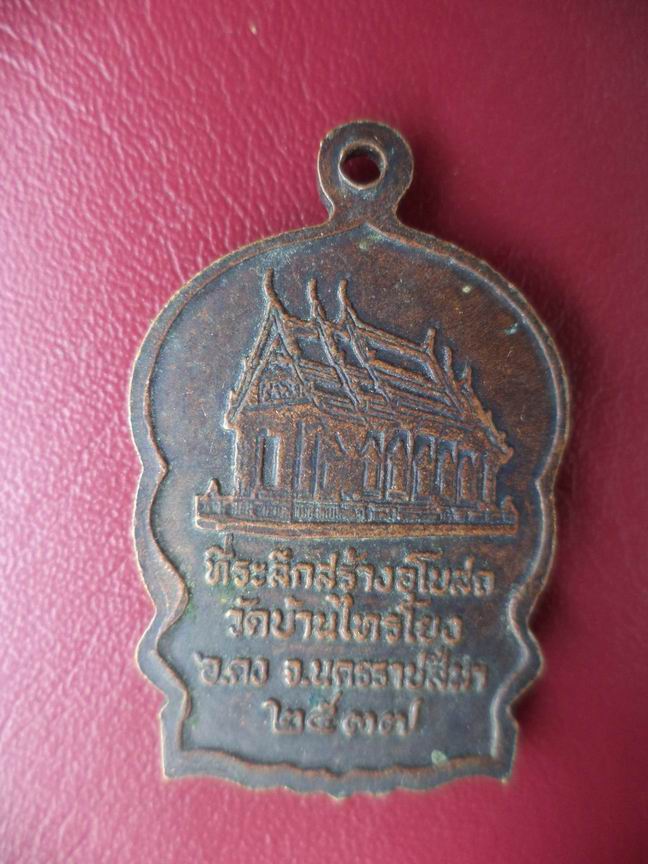 ที่ระลึกสร้างอุโบสถ
วัดบ้านไทรโยง
อ.คง จ.นครราชสีมา
๒๕๓๗